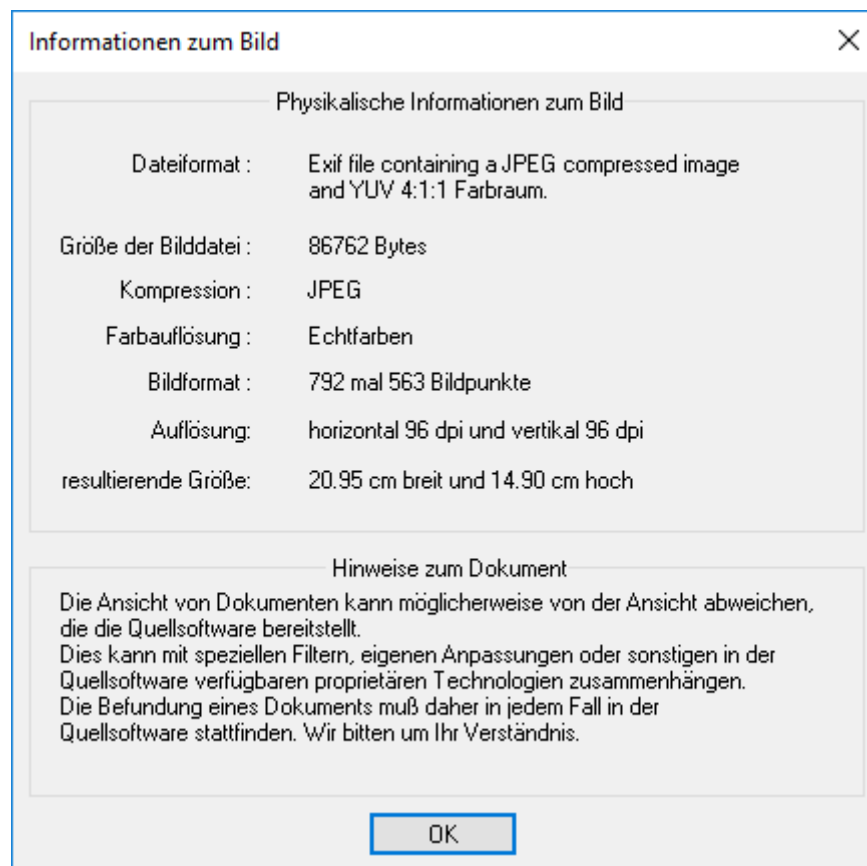 Informationen zum Bild
Physikalische Informationen zum Bild
Dateiformat : Exif file containing a JPEG compressed image
and YUV 4:1:1 Farbraum.
Größe der Bilddatei : 86762 Bytes
Kompression : JPEG
Farbauflösung : Echtfarben
Bildformat : 792 mal 563 Bildpunkte
Auflösung: horizontal 96 dpi und vertikal 96 dpi
resultierende Größe: 20.95 cm breit und 14.90 cm hoch
Hinweise zum Dokument
Die Ansicht von Dokumenten kann möglicherweise von der Ansicht abweichen,
die die Quellsoftware bereitstellt.
Dies kann mit speziellen Filtern, eigenen Anpassungen oder sonstigen in der
Quellsoftware verfügbaren proprietären Technologien zusammenhängen.
Die Befundung eines Dokuments muß daher in jedem Fall in der
Quellsoftware stattfinden. Wir bitten um Ihr Verständnis.
OK